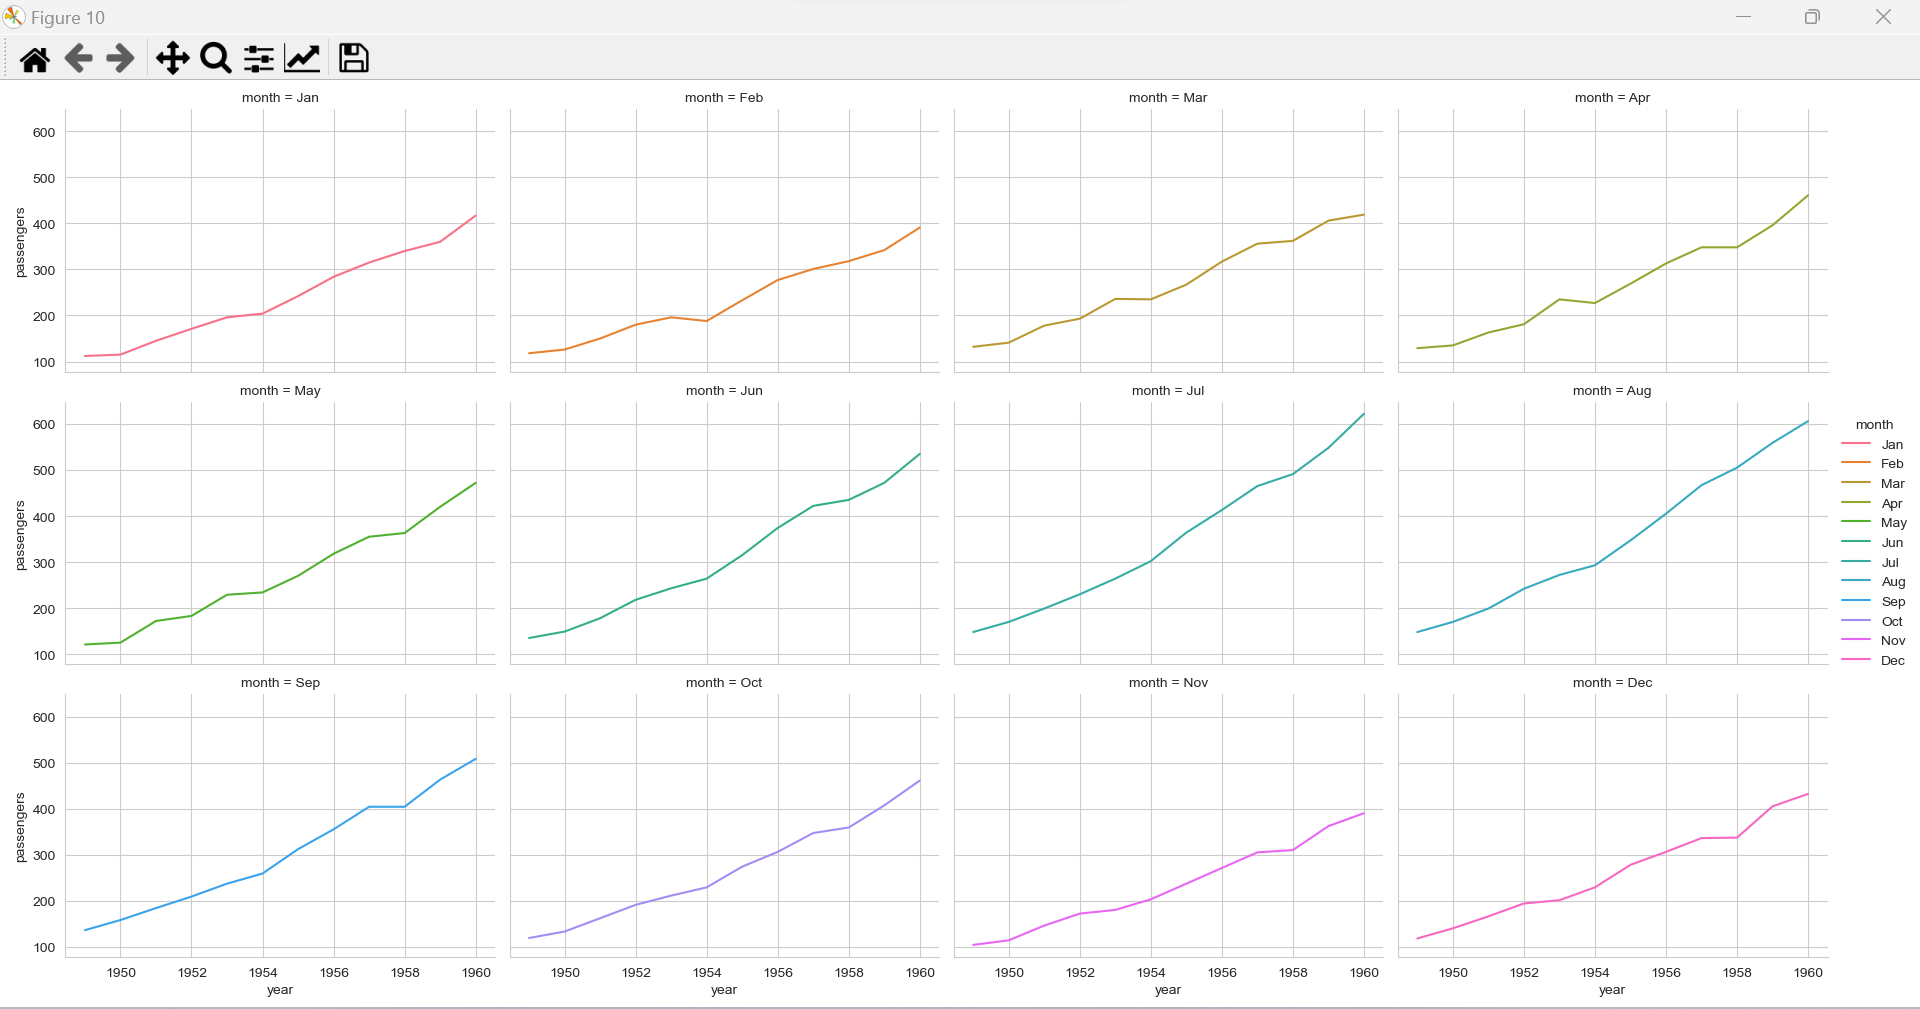 Figure 10
month = Jan
month = Feb
month = Mar
month = Apr
600
500
400
300
200
100
passengers
month = May
month = Jun
month = Jul
month = Aug
600
500
400
300
200
100
passengers
month
Jan
Feb
Mar
Apr
May
Jun
Jul
Aug
Sep
Oct
Nov
Dec
month = Sep
month = Oct
month = Nov
month = Dec
600
500
400
300
200
100
passengers
1950 1952 1954 1956 1958 1960
year
1950 1952 1954 1956 1958 1960
year
1950 1952 1954 1956 1958 1960
year
1950 1952 1954 1956 1958 1960
year